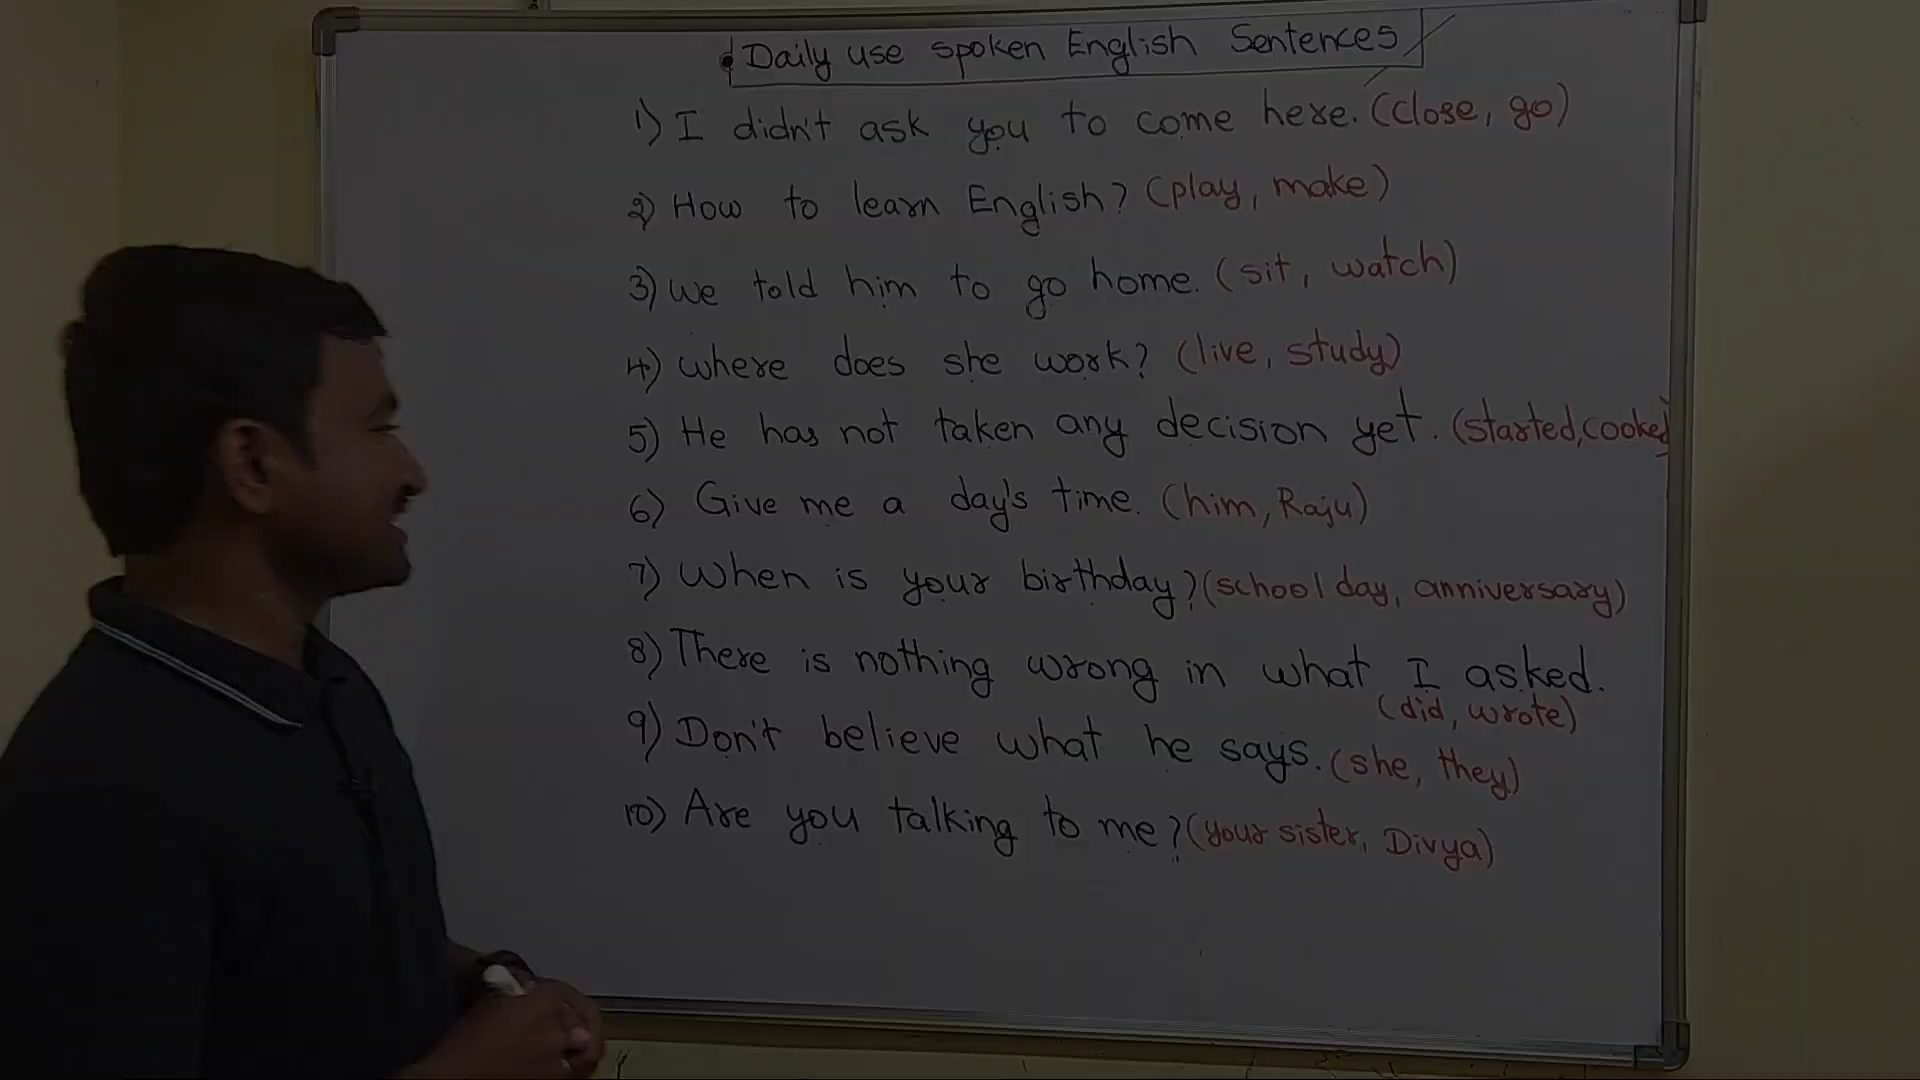 Daily use spoken English Sentences
1) I didn't ask you to come here. (close, go)
2) How to learn English? (play, make)
3) we told him to go home. (sit, watch)
4) where does she work? (live, study)
5) He has not taken any decision yet. (started, cooked)
6) Give me a day's time. (him, Raju)
7) When is your birthday? (school day, anniversary)
8) There is nothing wrong in what I asked.
(did, wrote)
9) Don't believe what he says. (she, they)
10) Are you talking to me? (your sister, Divya)